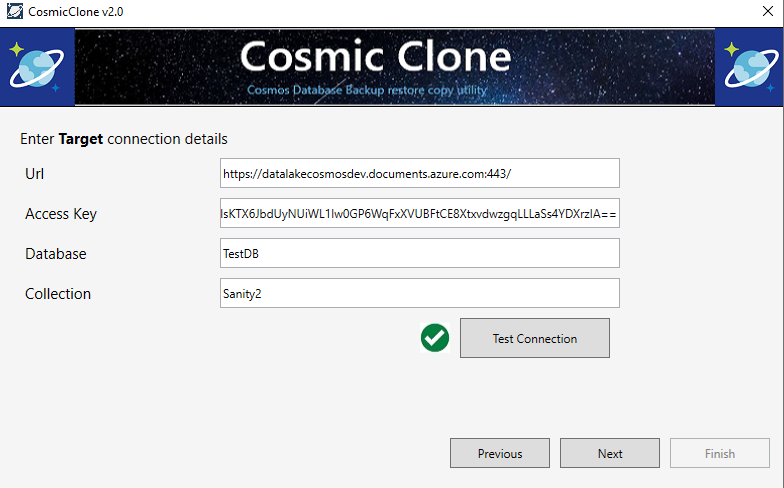 CosmicClone v2.0
Cosmic Clone
Cosmos Database Backup restore copy utility
Enter Target connection details
Url
https://datalakecosmosdev.documents.azure.com:443/
Access Key
Database
TestDB
Collection
Sanity2
Test Connection
Previous
Next
Finish